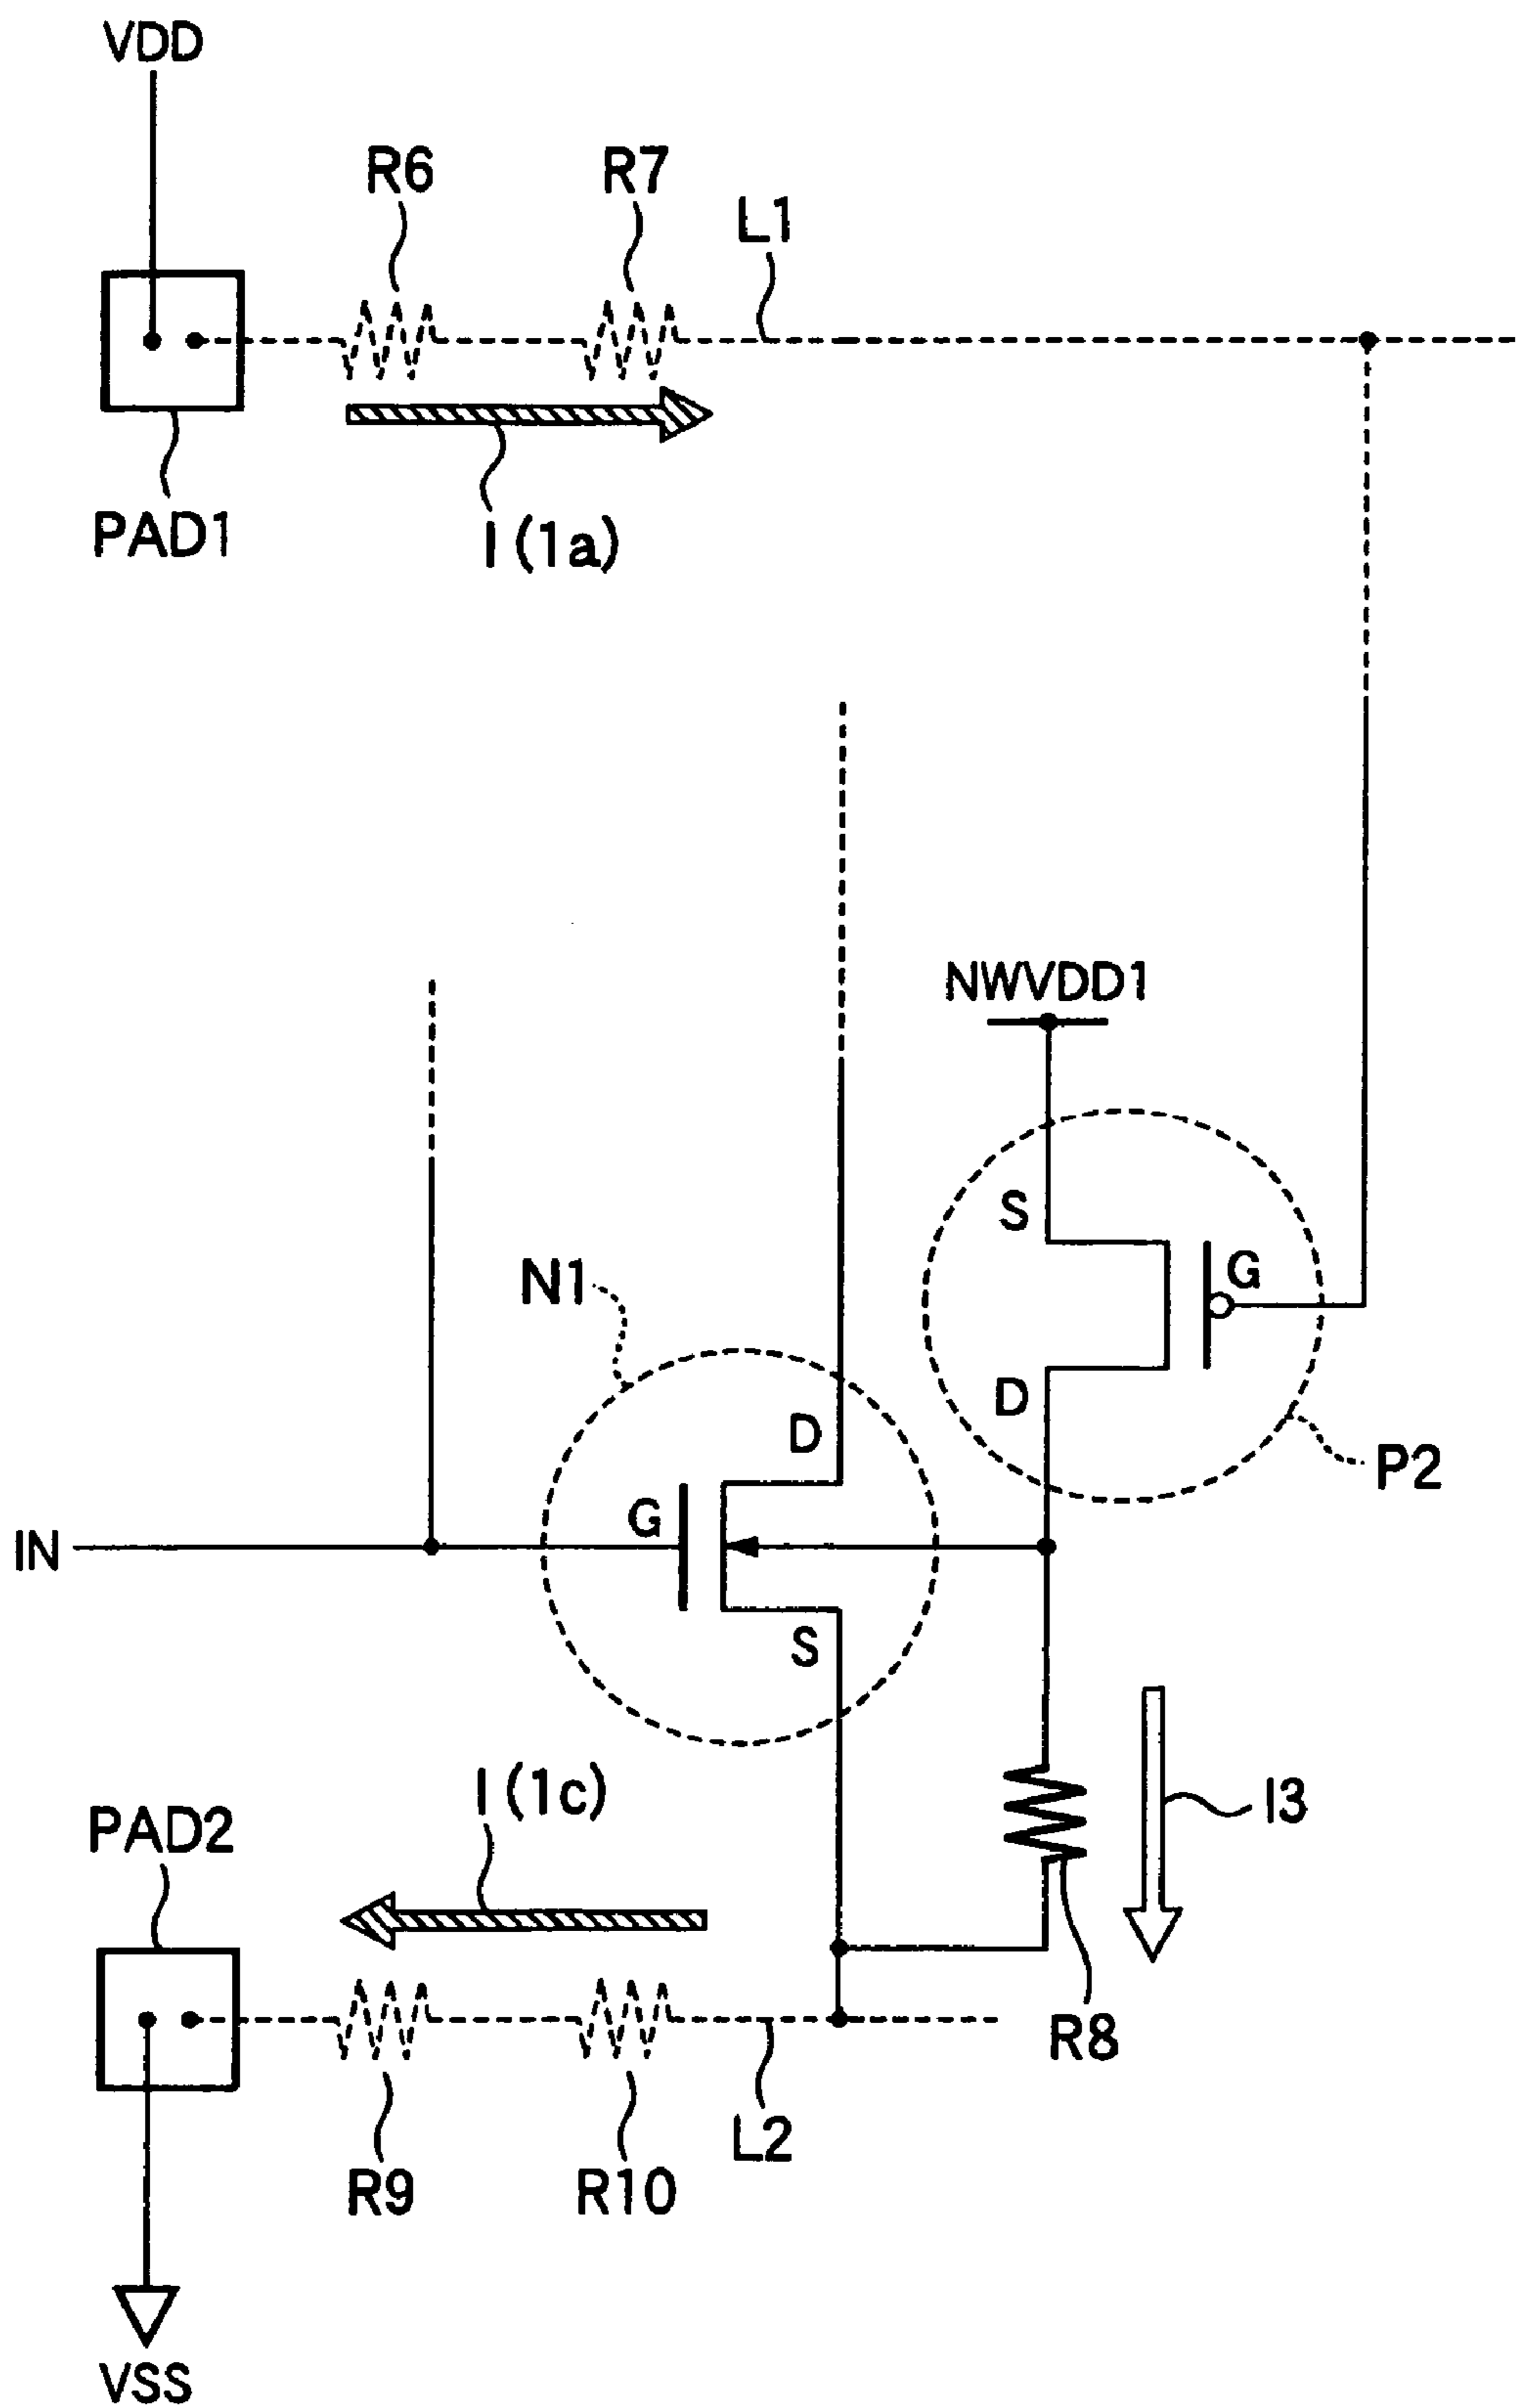 VDD
R6
R7
L1
PAD1
I (1a)
NWVDD1
S
G
N1
D
D
P2
G
IN
S
I (1c)
PAD2
I3
R8
L2
R9
R10
VSS